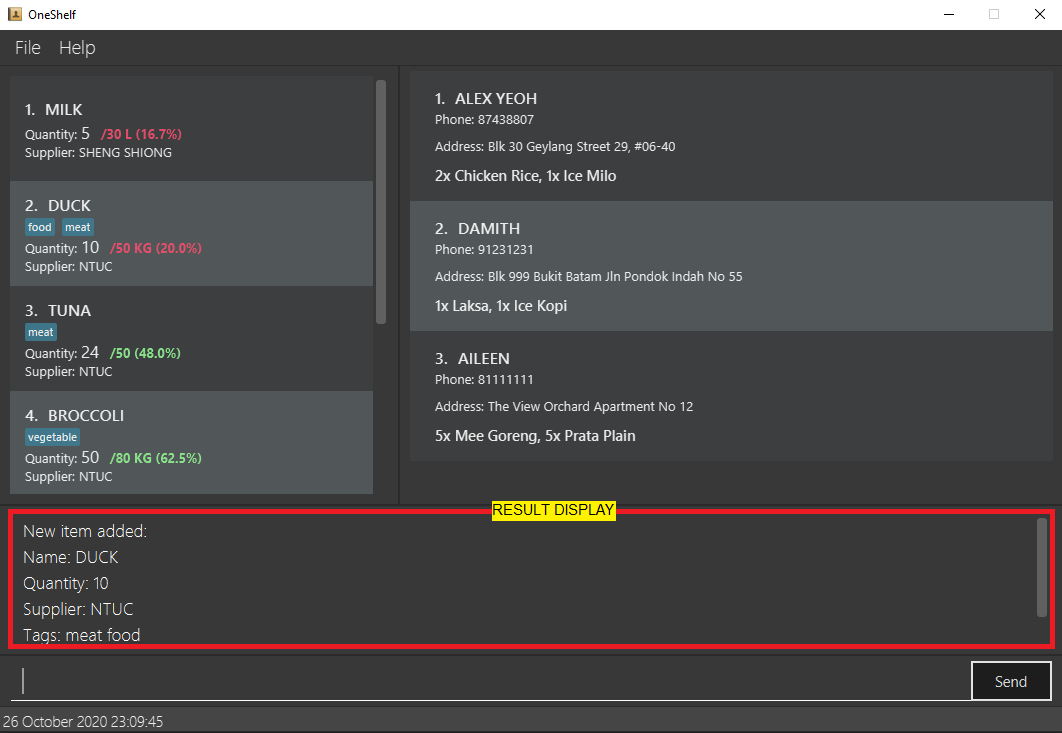 OneShelf
File Help
1. MILK
Quantity: 5 /30 L (16.7%)
Supplier: SHENG SHIONG
2. DUCK
food meat
Quantity: 10 /50 KG (20.0%)
Supplier: NTUC
3. TUNA
meat
Quantity: 24 /50 (48.0%)
Supplier: NTUC
4. BROCCOLI
vegetable
Quantity: 50 /80 KG (62.5%)
Supplier: NTUC
1. ALEX YEOH
Phone: 87438807
Address: Blk 30 Geylang Street 29, #06-40
2x Chicken Rice, 1x Ice Milo
2. DAMITH
Phone: 91231231
Address: Blk 999 Bukit Batam Jln Pondok Indah No 55
1x Laksa, 1x Ice Kopi
3. AILEEN
Phone: 81111111
Address: The View Orchard Apartment No 12
5x Mee Goreng, 5x Prata Plain
RESULT DISPLAY
New item added:
Name: DUCK
Quantity: 10
Supplier: NTUC
Tags: meat food
Send
26 October 2020 23:09:45